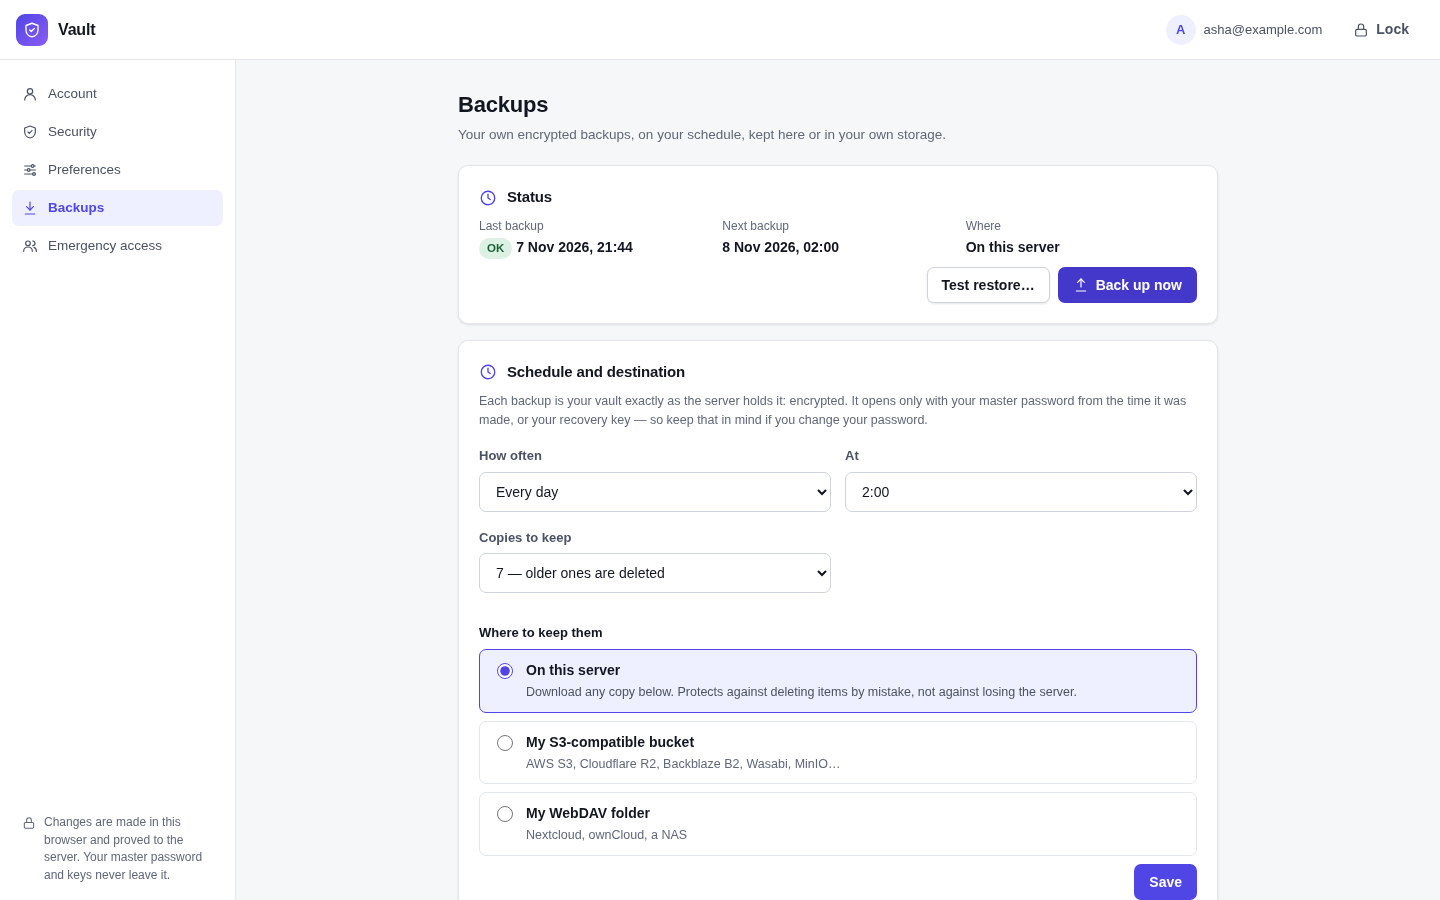 Vault
A asha@example.com Lock
Account
Security
Preferences
Backups
Emergency access
Changes are made in this
browser and proved to the
server. Your master password
and keys never leave it.
Backups
Your own encrypted backups, on your schedule, kept here or in your own storage.
Status
Last backup Next backup Where
OK 7 Nov 2026, 21:44 8 Nov 2026, 02:00 On this server
Test restore… Back up now
Schedule and destination
Each backup is your vault exactly as the server holds it: encrypted. It opens only with your master password from the time it was
made, or your recovery key — so keep that in mind if you change your password.
How often At
Every day 2:00
Copies to keep
7 — older ones are deleted
Where to keep them
On this server
Download any copy below. Protects against deleting items by mistake, not against losing the server.
My S3-compatible bucket
AWS S3, Cloudflare R2, Backblaze B2, Wasabi, MinIO…
My WebDAV folder
Nextcloud, ownCloud, a NAS
Save